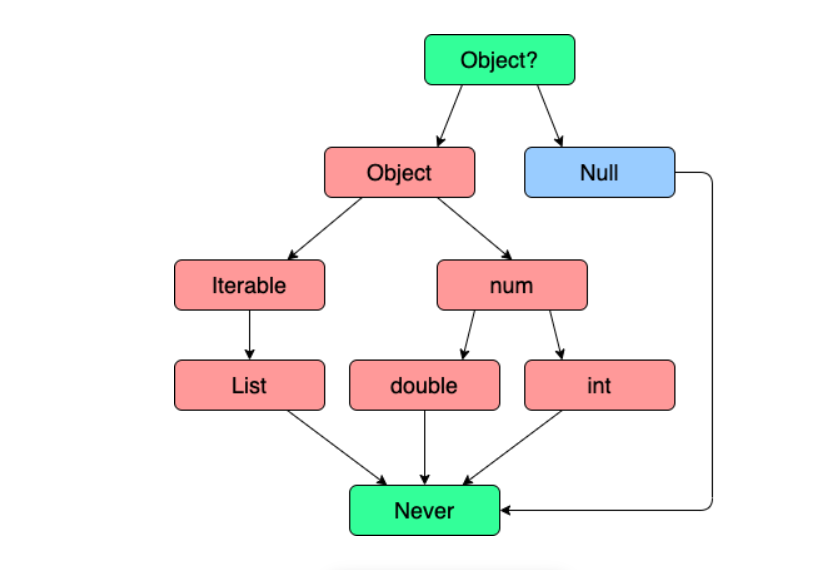 Object?
Object
Null
Iterable
num
List
double
int
Never